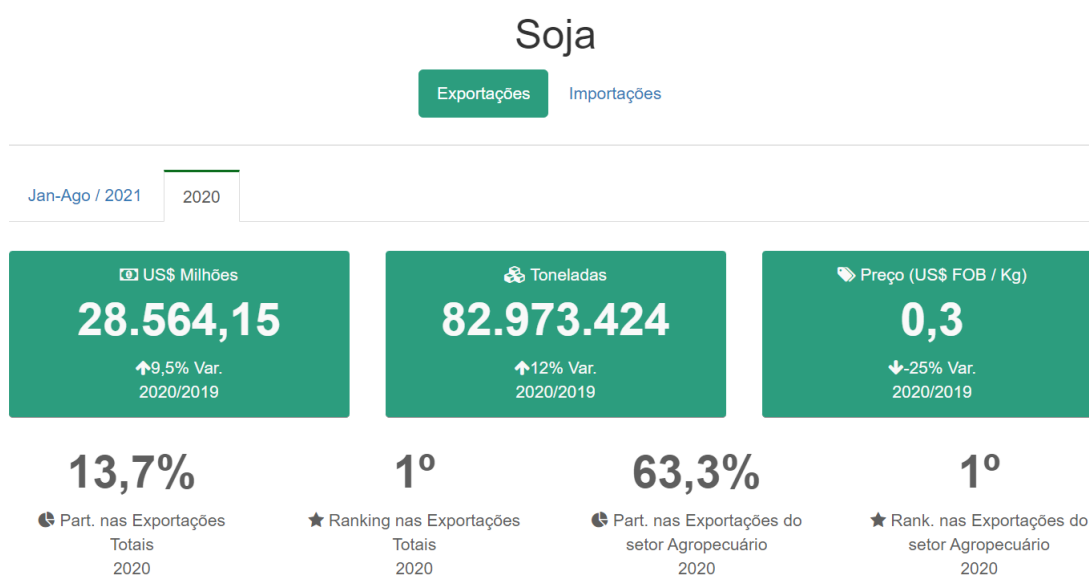 Soja
Exportações
Importações
Jan-Ago / 2021
2020
US$ Milhões
28.564,15
9,5% Var.
2020/2019
Toneladas
82.973.424
12% Var.
2020/2019
Preço (US$ FOB / Kg)
0,3
-25% Var.
2020/2019
13,7%
Part. nas Exportações
Totais
2020
1º
Ranking nas Exportações
Totais
2020
63,3%
Part. nas Exportações do
setor Agropecuário
2020
1º
Rank. nas Exportações do
setor Agropecuário
2020